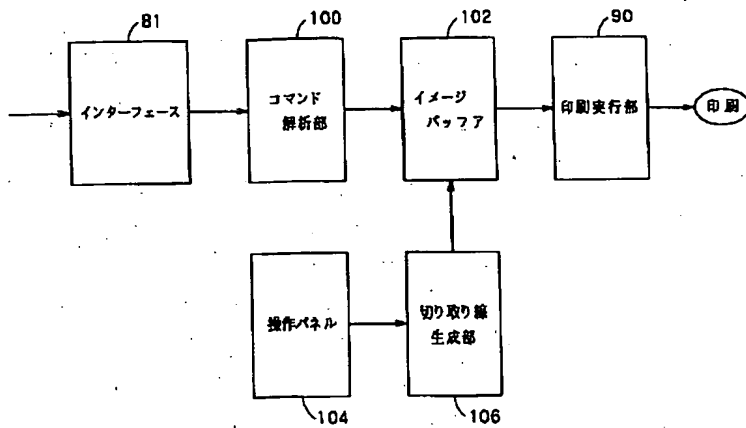 81
100
102
90
インターフェース
コマンド
解析部
イメージ
バッファ
印刷実行部
印刷
操作パネル
切り取り線
生成部
104
106